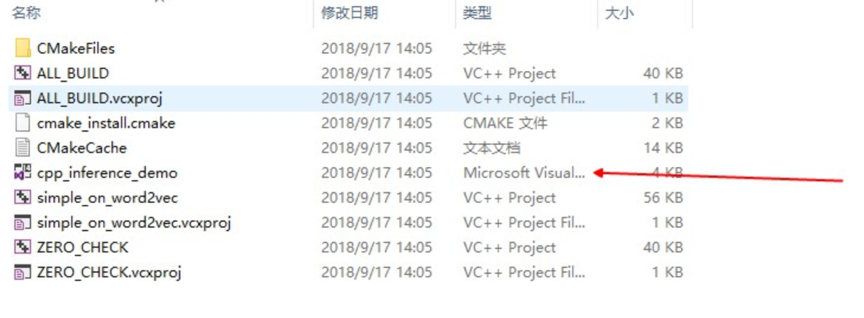 名称 修改日期 类型 大小
CMakeFiles 2018/9/17 14:05 文件夹
ALL_BUILD 2018/9/17 14:05 VC++ Project 40 KB
ALL_BUILD.vcxproj 2018/9/17 14:05 VC++ Project Fil... 1 KB
cmake_install.cmake 2018/9/17 14:05 CMAKE 文件 2 KB
CMakeCache 2018/9/17 14:05 文本文档 14 KB
cpp_inference_demo 2018/9/17 14:05 Microsoft Visual... 4 KB
simple_on_word2vec 2018/9/17 14:05 VC++ Project 56 KB
simple_on_word2vec.vcxproj 2018/9/17 14:05 VC++ Project Fil... 1 KB
ZERO_CHECK 2018/9/17 14:05 VC++ Project 40 KB
ZERO_CHECK.vcxproj 2018/9/17 14:05 VC++ Project Fil... 1 KB